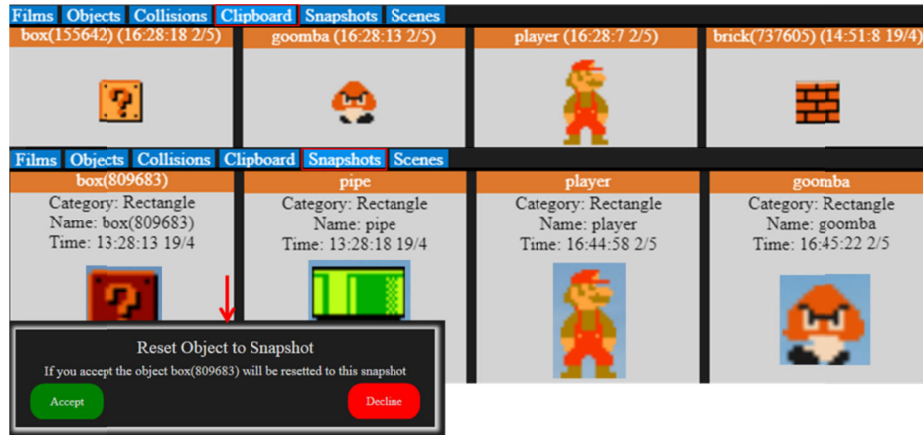 Films Objects Collisions Clipboard Snapshots Scenes
box(155642) (16:28:18 2/5) goomba (16:28:13 2/5) player (16:28:7 2/5) brick(737605) (14:51:8 19/4)
Films Objects Collisions Clipboard Snapshots Scenes
box(809683) pipe player goomba
Category: Rectangle Category: Rectangle Category: Rectangle Category: Rectangle
Name: box(809683) Name: pipe Name: player Name: goomba
Time: 13:28:13 19/4 Time: 13:28:18 19/4 Time: 16:44:58 2/5 Time: 16:45:22 2/5
Reset Object to Snapshot
If you accept the object box(809683) will be resetted to this snapshot
Accept Decline